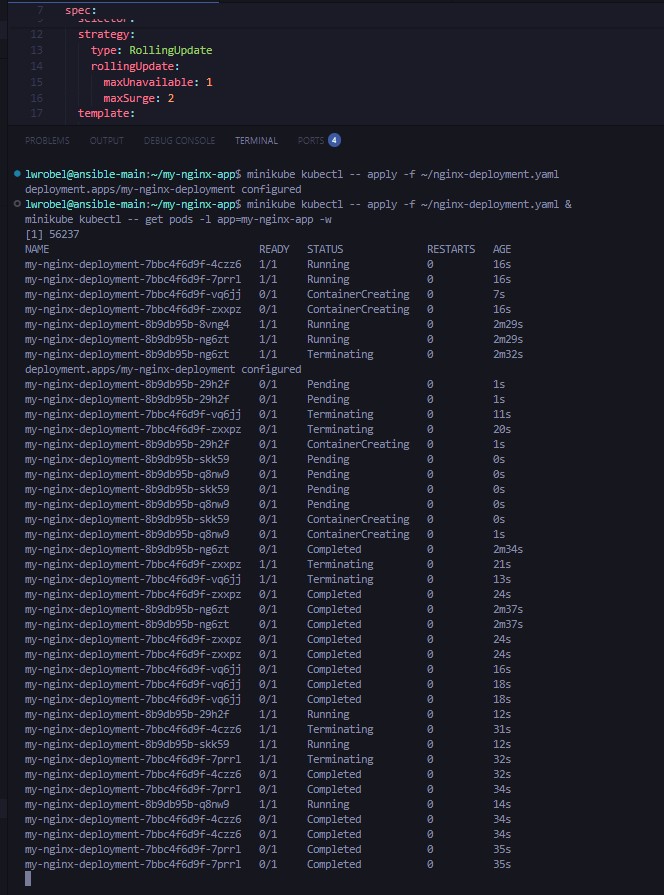 7 spec:
9 selector:
12 strategy:
13 type: RollingUpdate
14 rollingUpdate:
15 maxUnavailable: 1
16 maxSurge: 2
17 template:
PROBLEMS OUTPUT DEBUG CONSOLE TERMINAL PORTS 4
lwrobel@ansible-main:~/my-nginx-app$ minikube kubectl -- apply -f ~/nginx-deployment.yaml
deployment.apps/my-nginx-deployment configured
lwrobel@ansible-main:~/my-nginx-app$ minikube kubectl -- apply -f ~/nginx-deployment.yaml &
minikube kubectl -- get pods -l app=my-nginx-app -w
[1] 56237
NAME READY STATUS RESTARTS AGE
my-nginx-deployment-7bbc4f6d9f-4czz6 1/1 Running 0 16s
my-nginx-deployment-7bbc4f6d9f-7prrl 1/1 Running 0 16s
my-nginx-deployment-7bbc4f6d9f-vq6jj 0/1 ContainerCreating 0 7s
my-nginx-deployment-7bbc4f6d9f-zxxpz 0/1 ContainerCreating 0 16s
my-nginx-deployment-8b9db95b-8vng4 1/1 Running 0 2m29s
my-nginx-deployment-8b9db95b-ng6zt 1/1 Running 0 2m29s
my-nginx-deployment-8b9db95b-ng6zt 1/1 Terminating 0 2m32s
deployment.apps/my-nginx-deployment configured
my-nginx-deployment-8b9db95b-29h2f 0/1 Pending 0 1s
my-nginx-deployment-8b9db95b-29h2f 0/1 Pending 0 1s
my-nginx-deployment-7bbc4f6d9f-vq6jj 0/1 Terminating 0 11s
my-nginx-deployment-7bbc4f6d9f-zxxpz 0/1 Terminating 0 20s
my-nginx-deployment-8b9db95b-29h2f 0/1 ContainerCreating 0 1s
my-nginx-deployment-8b9db95b-skk59 0/1 Pending 0 0s
my-nginx-deployment-8b9db95b-q8nw9 0/1 Pending 0 0s
my-nginx-deployment-8b9db95b-skk59 0/1 Pending 0 0s
my-nginx-deployment-8b9db95b-q8nw9 0/1 Pending 0 0s
my-nginx-deployment-8b9db95b-skk59 0/1 ContainerCreating 0 0s
my-nginx-deployment-8b9db95b-q8nw9 0/1 ContainerCreating 0 1s
my-nginx-deployment-8b9db95b-ng6zt 0/1 Completed 0 2m34s
my-nginx-deployment-7bbc4f6d9f-zxxpz 1/1 Terminating 0 21s
my-nginx-deployment-7bbc4f6d9f-vq6jj 1/1 Terminating 0 13s
my-nginx-deployment-7bbc4f6d9f-zxxpz 0/1 Completed 0 24s
my-nginx-deployment-8b9db95b-ng6zt 0/1 Completed 0 2m37s
my-nginx-deployment-8b9db95b-ng6zt 0/1 Completed 0 2m37s
my-nginx-deployment-7bbc4f6d9f-zxxpz 0/1 Completed 0 24s
my-nginx-deployment-7bbc4f6d9f-zxxpz 0/1 Completed 0 24s
my-nginx-deployment-7bbc4f6d9f-vq6jj 0/1 Completed 0 16s
my-nginx-deployment-7bbc4f6d9f-vq6jj 0/1 Completed 0 18s
my-nginx-deployment-7bbc4f6d9f-vq6jj 0/1 Completed 0 18s
my-nginx-deployment-8b9db95b-29h2f 1/1 Running 0 12s
my-nginx-deployment-7bbc4f6d9f-4czz6 1/1 Terminating 0 31s
my-nginx-deployment-8b9db95b-skk59 1/1 Running 0 12s
my-nginx-deployment-7bbc4f6d9f-7prrl 1/1 Terminating 0 32s
my-nginx-deployment-7bbc4f6d9f-4czz6 0/1 Completed 0 32s
my-nginx-deployment-7bbc4f6d9f-7prrl 0/1 Completed 0 34s
my-nginx-deployment-8b9db95b-q8nw9 1/1 Running 0 14s
my-nginx-deployment-7bbc4f6d9f-4czz6 0/1 Completed 0 34s
my-nginx-deployment-7bbc4f6d9f-4czz6 0/1 Completed 0 34s
my-nginx-deployment-7bbc4f6d9f-7prrl 0/1 Completed 0 35s
my-nginx-deployment-7bbc4f6d9f-7prrl 0/1 Completed 0 35s